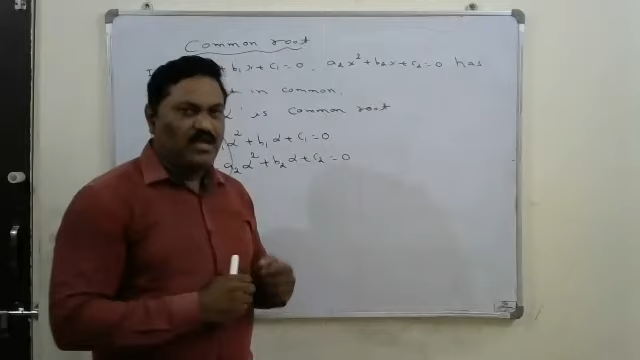 Common root
+ b₁x + c₁ = 0 . a₂x² + b₂x + c₂ = 0 has
in common.
α' is common root
α² + b₁α + c₁ = 0
a₂α² + b₂α + c₂ = 0